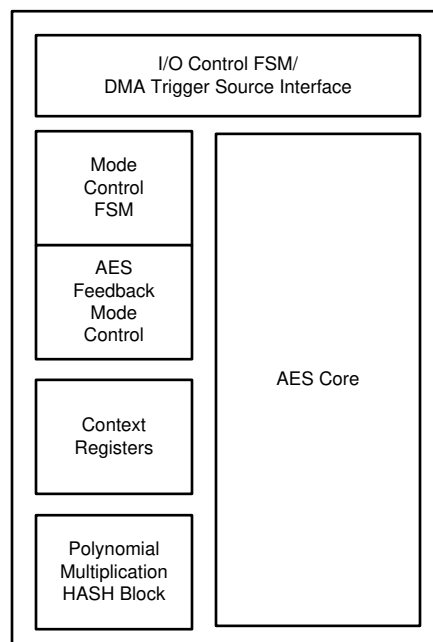 I/O Control FSM/
DMA Trigger Source Interface
Mode
Control
FSM
AES
Feedback
Mode
Control
AES Core
Context
Registers
Polynomial
Multiplication
HASH Block